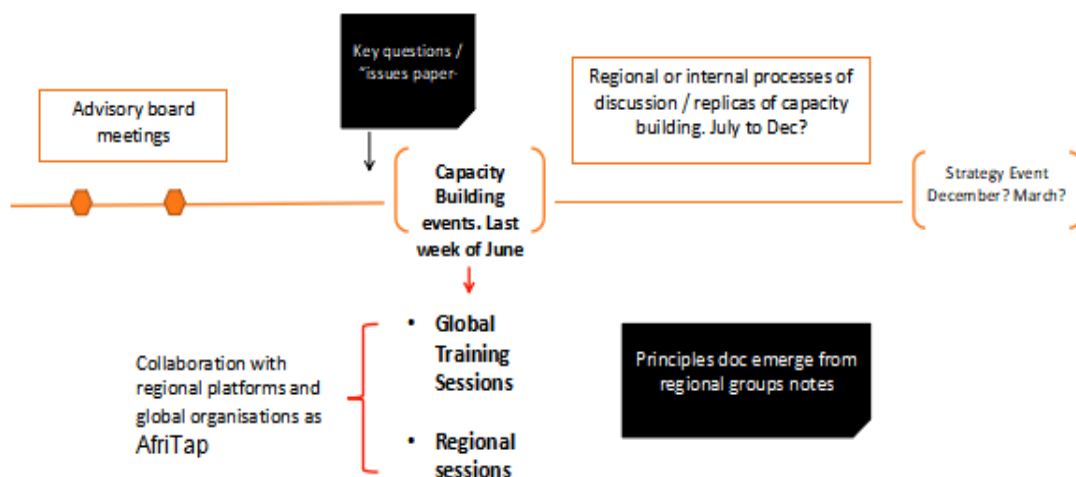 Key questions /
"issues paper-
Advisory board
meetings
Regional or internal processes of
discussion / replicas of capacity
building. July to Dec?
Capacity
Building
events. Last
week of June
Strategy Event
December? March?
• Global
Training
Sessions
• Regional
sessions
Collaboration with
regional platforms and
global organisations as
AfriTap
Principles doc emerge from
regional groups notes